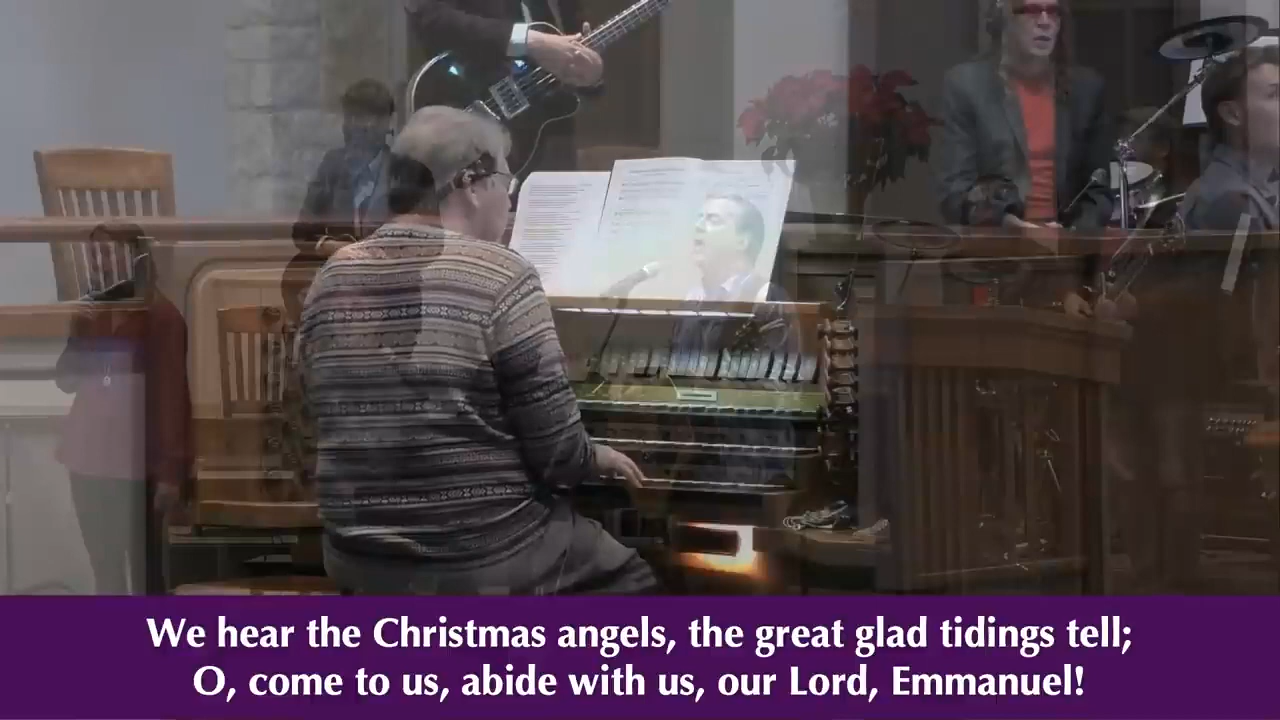 We hear the Christmas angels, the great glad tidings tell;
O, come to us, abide with us, our Lord, Emmanuel!